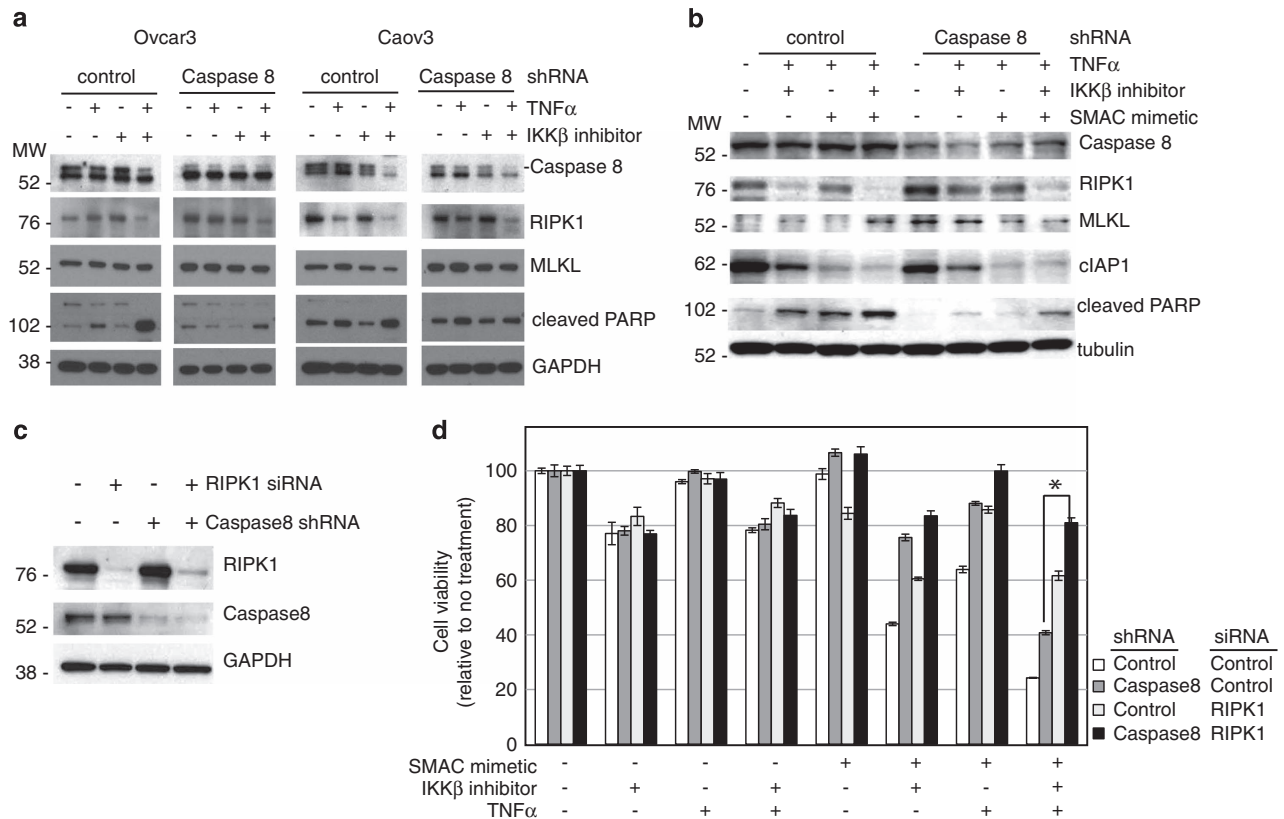 a
Ovcar3 Caov3
control Caspase 8 control Caspase 8 shRNA
- + - + - + - + - + - + - + - + TNFα
- - + + - - + + - - + + - - + + IKKβ inhibitor
MW
52 - -Caspase 8
76 - RIPK1
52 - MLKL
102 - cleaved PARP
38 - GAPDH
b
control Caspase 8 shRNA
- + + + - + + + TNFα
- + - + - + - + IKKβ inhibitor
- - + + - - + + SMAC mimetic
MW
52 - Caspase 8
76 - RIPK1
52 - MLKL
62 - cIAP1
102 - cleaved PARP
52 - tubulin
c
- + - + RIPK1 siRNA
- - + + Caspase8 shRNA
76 - RIPK1
52 - Caspase8
38 - GAPDH
d
Cell viability
(relative to no treatment)
100
80
60
40
20
0
*
SMAC mimetic - - - - + + + +
IKKβ inhibitor - + - + - + - +
TNFα - - + + - - + +
shRNA siRNA
Control Control
Caspase8 Control
Control RIPK1
Caspase8 RIPK1